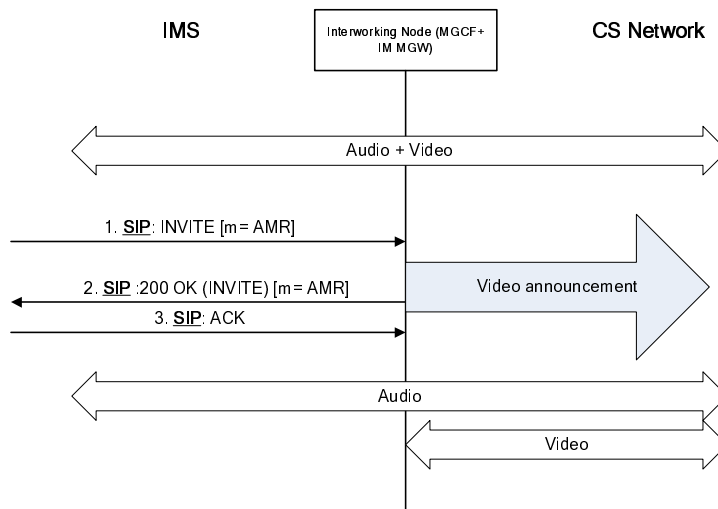 IMS
Interworking Node (MGCF+
IM MGW)
CS Network
Audio + Video
1. SIP: INVITE [m= AMR]
2. SIP :200 OK (INVITE) [m= AMR]
Video announcement
3. SIP: ACK
Audio
Video